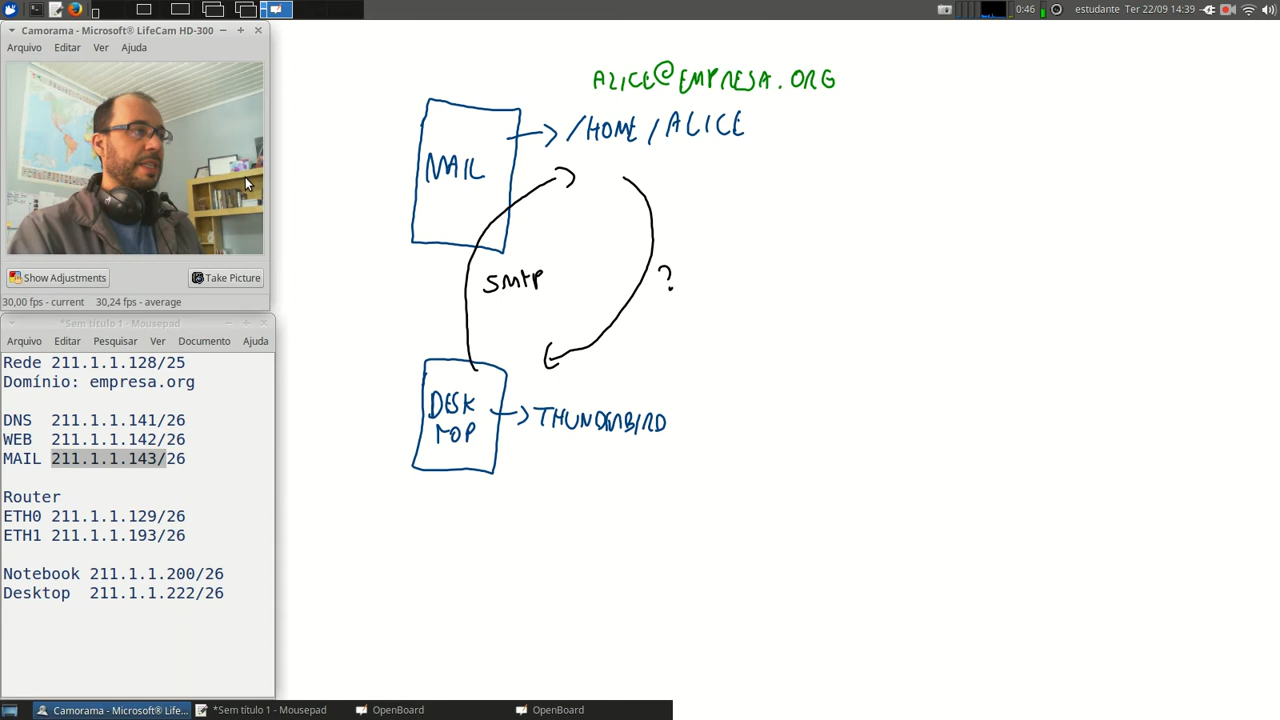 0:46 estudante Ter 22/09 14:39
Camorama - Microsoft® LifeCam HD-300
Arquivo Editar Ver Ajuda
Show Adjustments Take Picture
30,00 fps - current 30,24 fps - average
*Sem título 1 - Mousepad
Arquivo Editar Pesquisar Ver Documento Ajuda
Rede 211.1.1.128/25
Domínio: empresa.org
DNS 211.1.1.141/26
WEB 211.1.1.142/26
MAIL 211.1.1.143/26
Router
ETH0 211.1.1.129/26
ETH1 211.1.1.193/26
Notebook 211.1.1.200/26
Desktop 211.1.1.222/26
ALICE@EMPRESA.ORG
/HOME/ALICE
MAIL
SMTP
?
DESK
TOP
THUNDERBIRD
Camorama - Microsoft® Life... *Sem título 1 - Mousepad OpenBoard OpenBoard